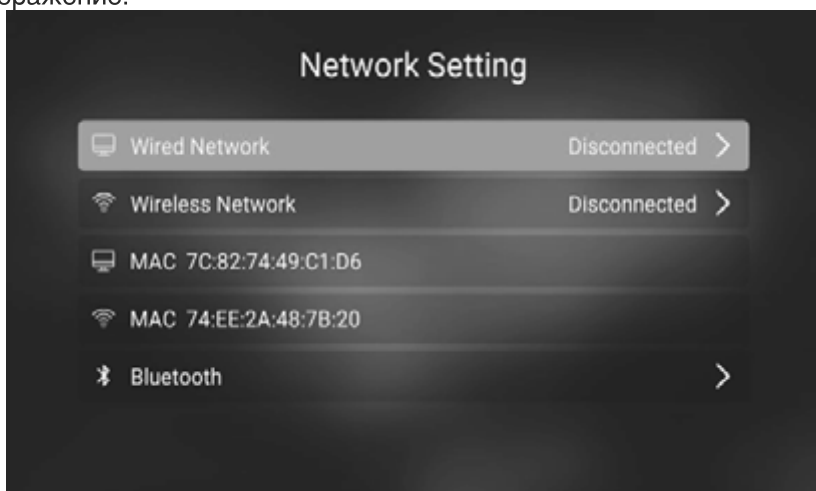 Network Setting
Wired Network Disconnected
Wireless Network Disconnected
MAC 7C:82:74:49:C1:D6
MAC 74:EE:2A:48:7B:20
Bluetooth